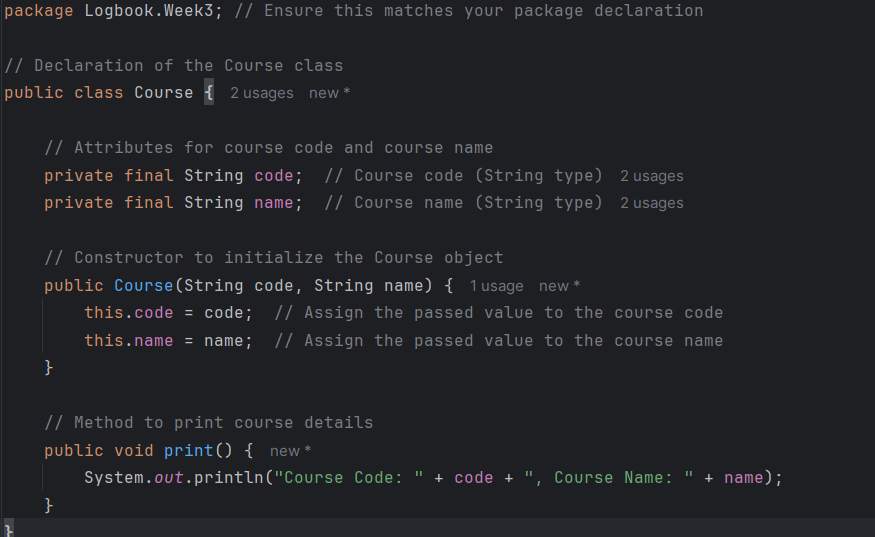 package Logbook.Week3; // Ensure this matches your package declaration
// Declaration of the Course class
public class Course { 2 usages new *
// Attributes for course code and course name
private final String code; // Course code (String type) 2 usages
private final String name; // Course name (String type) 2 usages
// Constructor to initialize the Course object
public Course(String code, String name) { 1 usage new *
this.code = code; // Assign the passed value to the course code
this.name = name; // Assign the passed value to the course name
}
// Method to print course details
public void print() { new *
System.out.println("Course Code: " + code + ", Course Name: " + name);
}
}